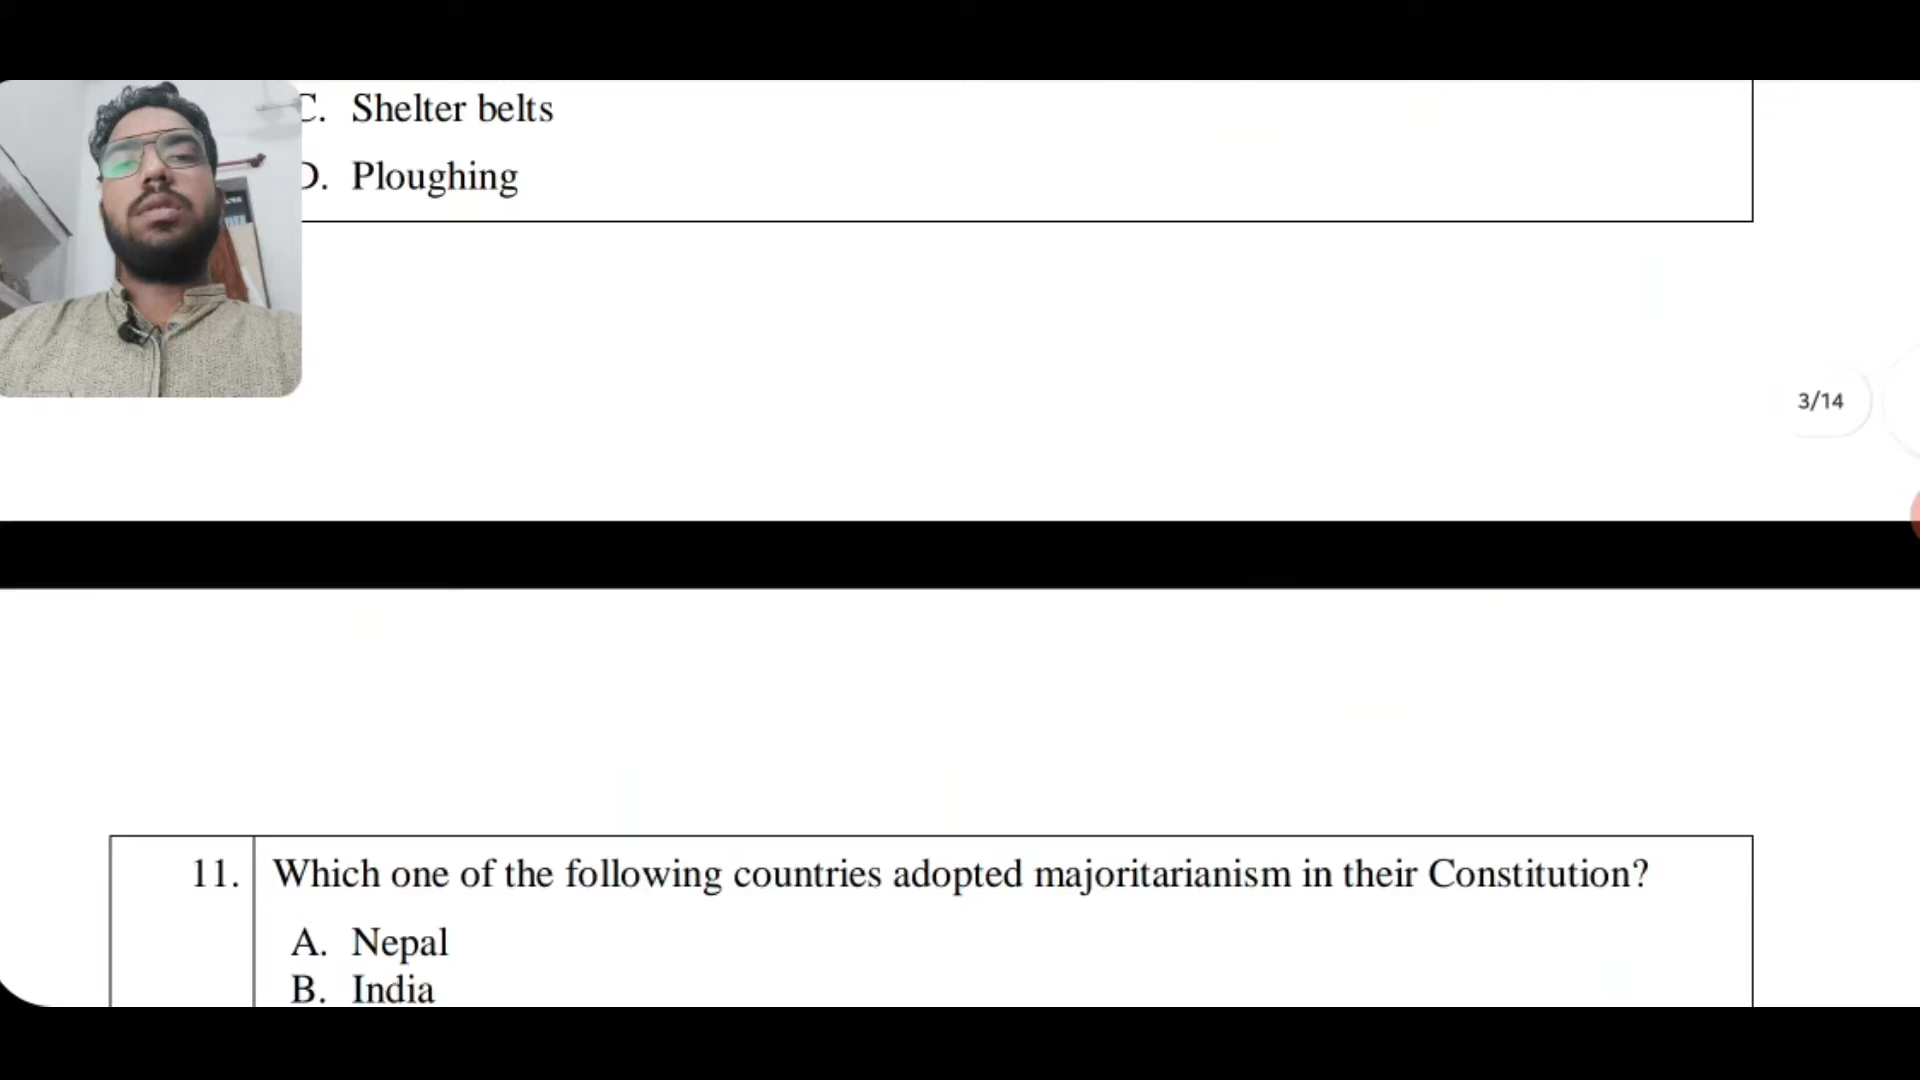 C. Shelter belts
D. Ploughing
3/14
11. Which one of the following countries adopted majoritarianism in their Constitution?
A. Nepal
B. India